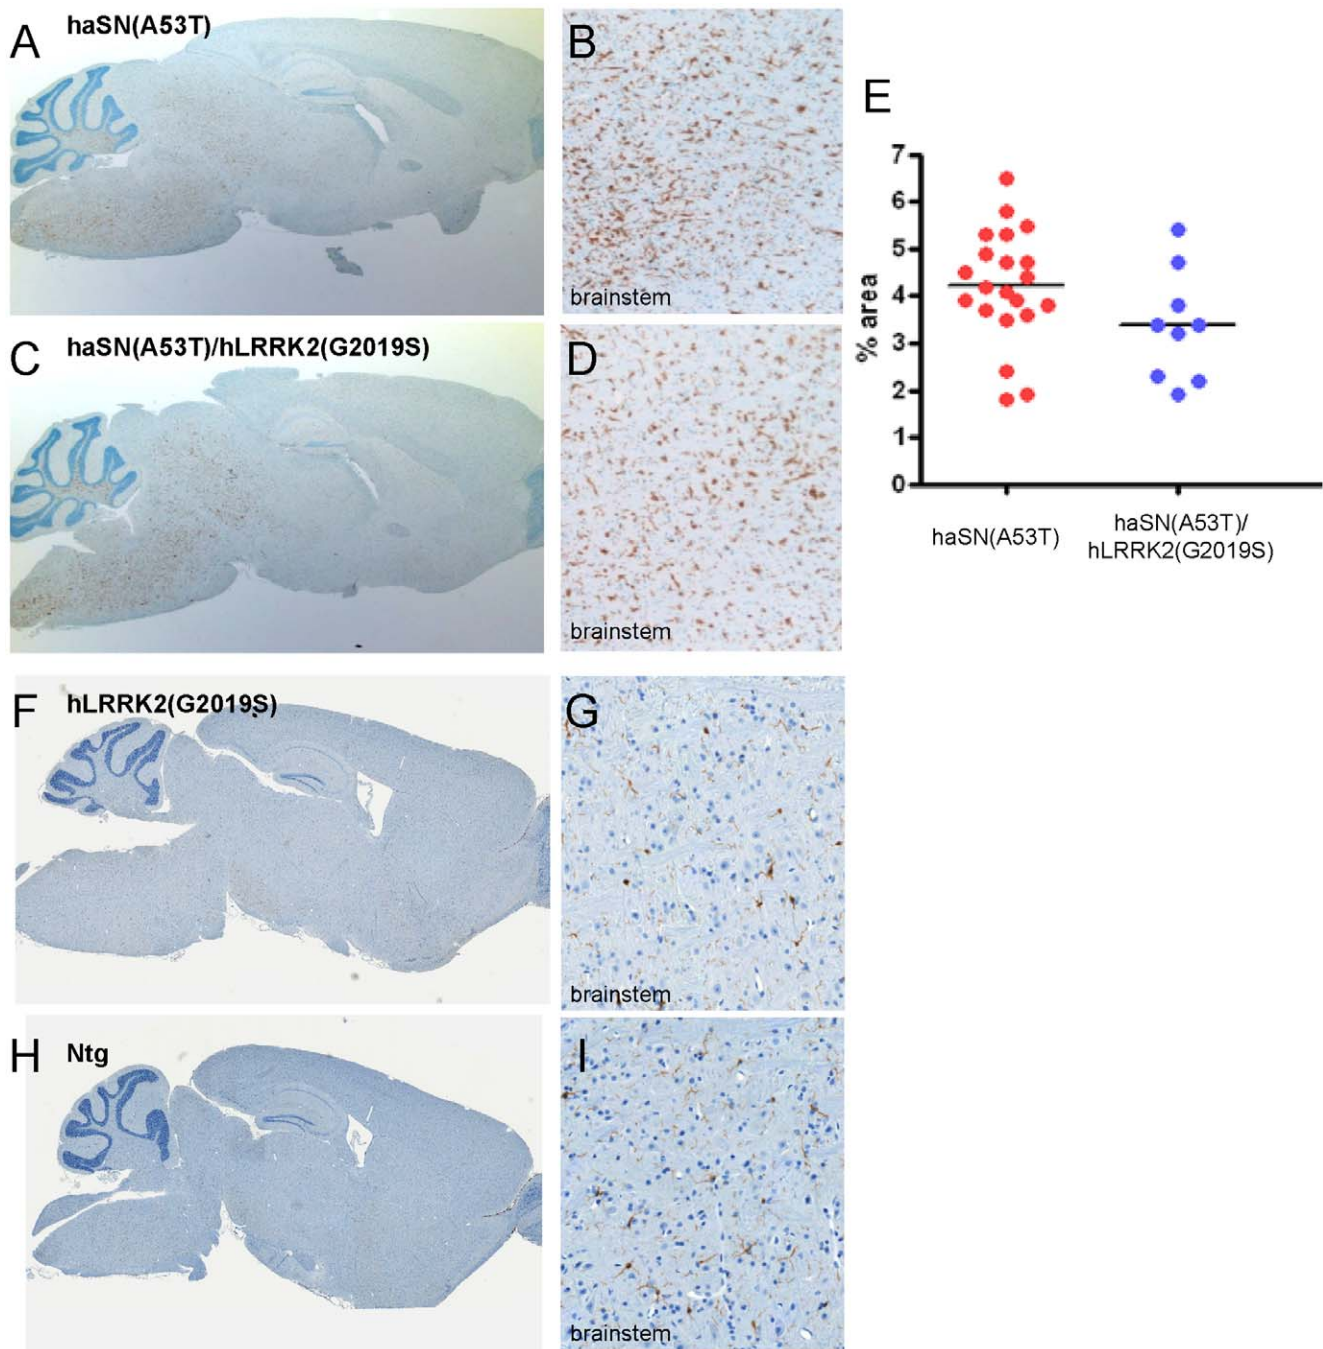 A haSN(A53T)
B
brainstem
C haSN(A53T)/hLRRK2(G2019S)
D
brainstem
E
% area
7
6
5
4
3
2
1
0
haSN(A53T)
haSN(A53T)/
hLRRK2(G2019S)
F hLRRK2(G2019S)
G
brainstem
H Ntg
I
brainstem